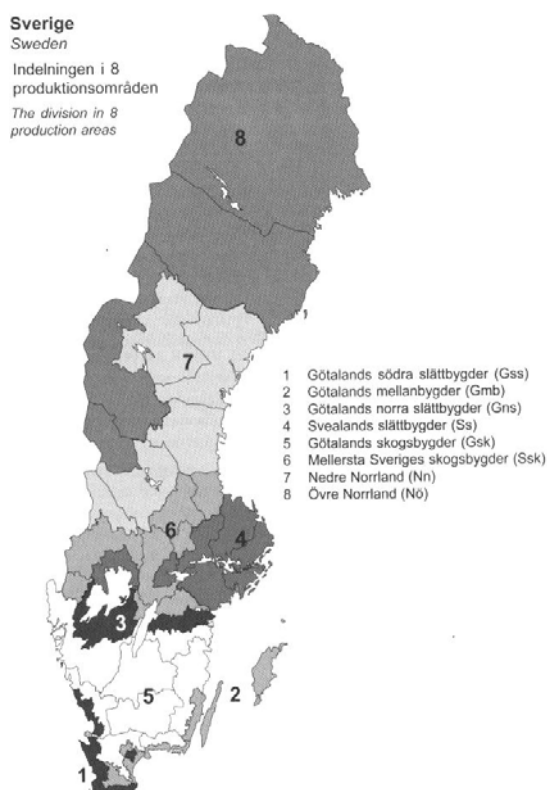 Sverige
Sweden
Indelningen i 8
produktionsområden
The division in 8
production areas
8
7
1 Götalands södra slättbygder (Gss)
2 Götalands mellanbygder (Gmb)
3 Götalands norra slättbygder (Gns)
4 Svealands slättbygder (Ss)
5 Götalands skogsbygder (Gsk)
6 Mellersta Sveriges skogsbygder (Ssk)
7 Nedre Norrland (Nn)
8 Övre Norrland (Nö)
6
4
3
5
2
1